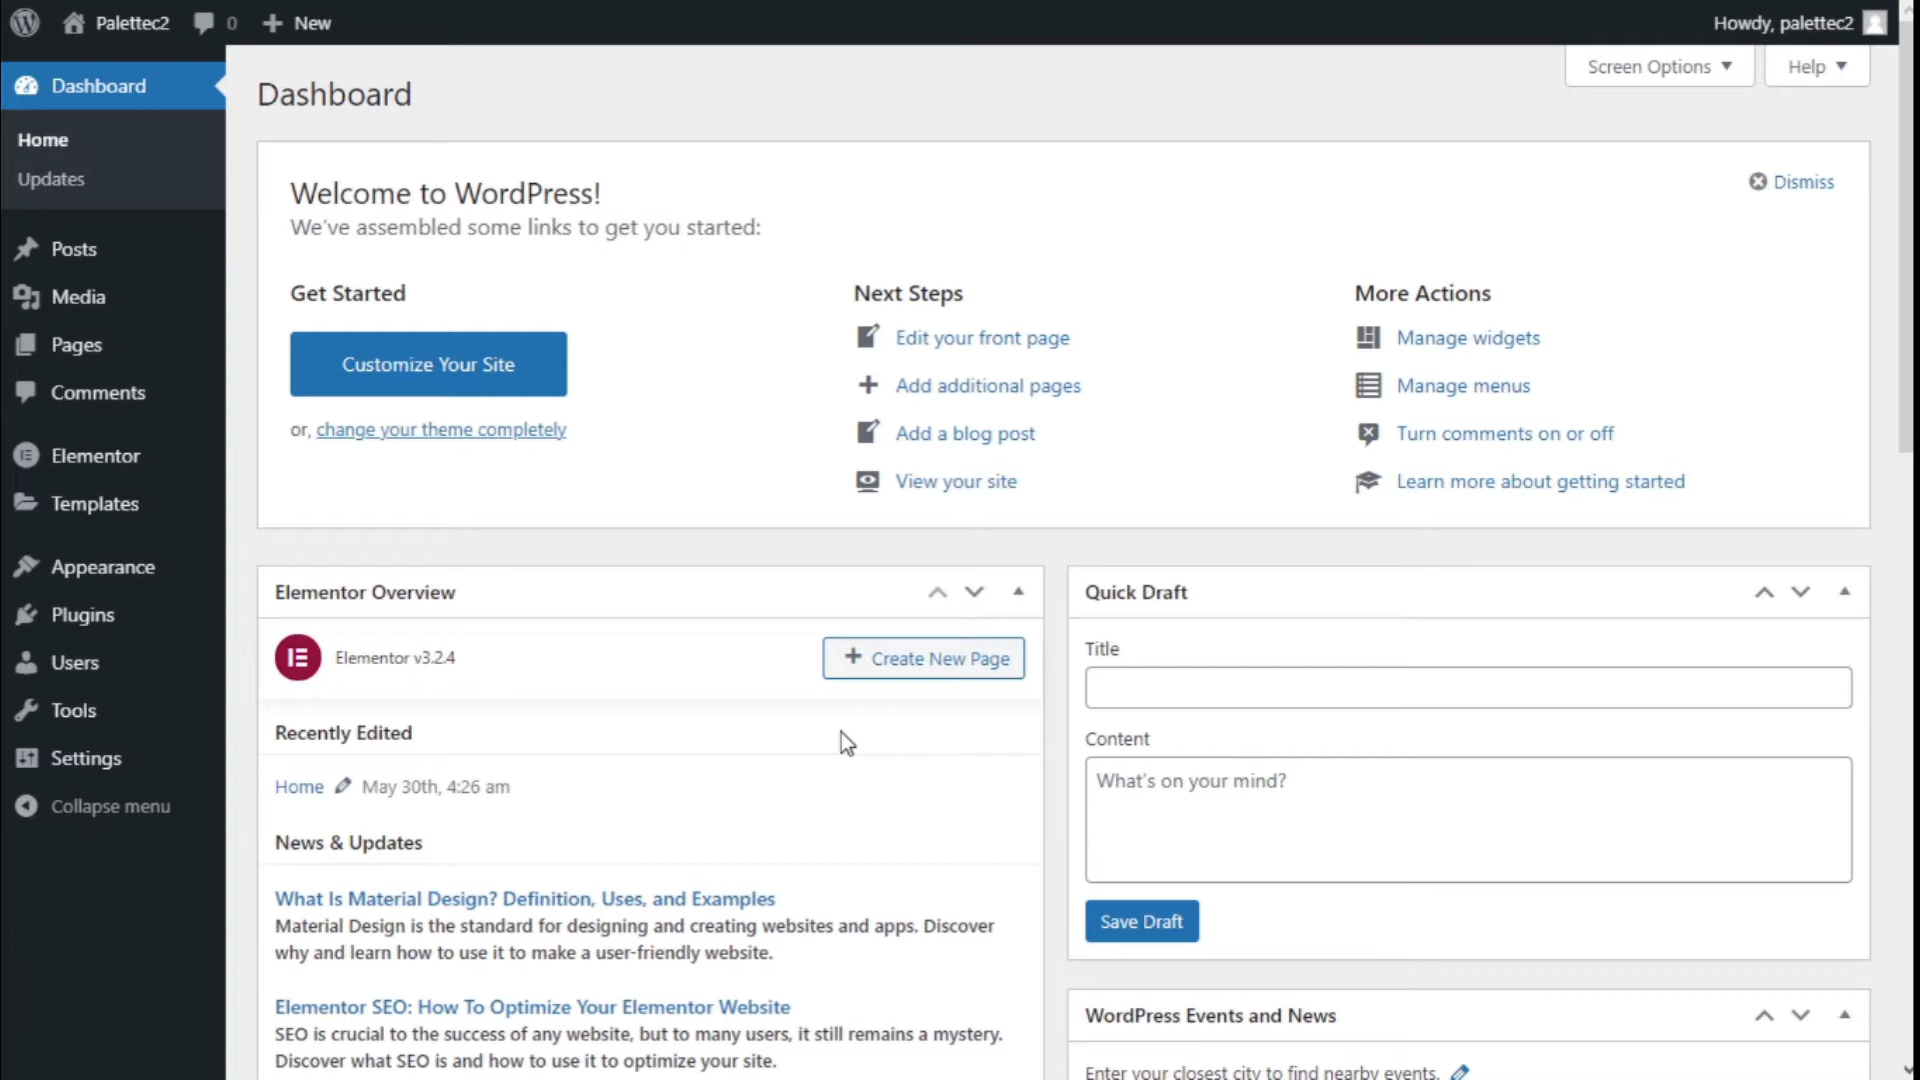 Palettec2
0
New
Howdy, palettec2
Dashboard
Home
Updates
Posts
Media
Pages
Comments
Elementor
Templates
Appearance
Plugins
Users
Tools
Settings
Collapse menu
Screen Options
Help
Dashboard
Welcome to WordPress!
We've assembled some links to get you started:
Dismiss
Get Started
Customize Your Site
or, change your theme completely
Next Steps
Edit your front page
Add additional pages
Add a blog post
View your site
More Actions
Manage widgets
Manage menus
Turn comments on or off
Learn more about getting started
Elementor Overview
Elementor v3.2.4
Create New Page
Recently Edited
Home May 30th, 4:26 am
News & Updates
What Is Material Design? Definition, Uses, and Examples
Material Design is the standard for designing and creating websites and apps. Discover
why and learn how to use it to make a user-friendly website.
Elementor SEO: How To Optimize Your Elementor Website
SEO is crucial to the success of any website, but to many users, it still remains a mystery.
Discover what SEO is and how to use it to optimize your site.
Quick Draft
Title
Content
What's on your mind?
Save Draft
WordPress Events and News
Enter your closest city to find nearby events.